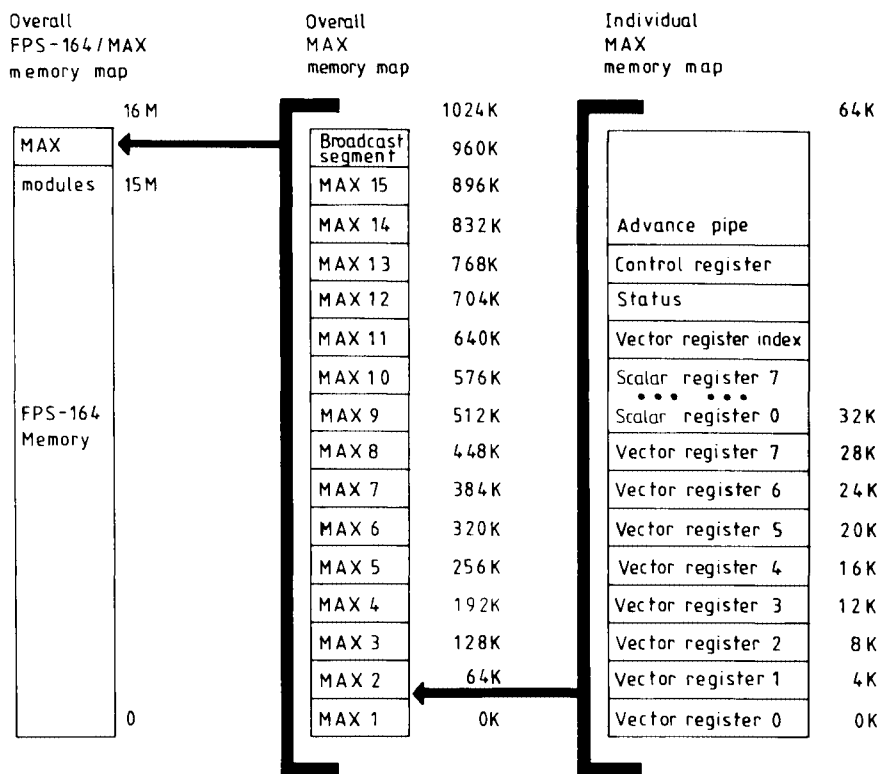 Overall
FPS-164/MAX
memory map
16M
MAX
modules 15M
FPS-164
Memory
0
Overall
MAX
memory map
1024K
Broadcast
segment 960K
MAX 15 896K
MAX 14 832K
MAX 13 768K
MAX 12 704K
MAX 11 640K
MAX 10 576K
MAX 9 512K
MAX 8 448K
MAX 7 384K
MAX 6 320K
MAX 5 256K
MAX 4 192K
MAX 3 128K
MAX 2 64K
MAX 1 0K
Individual
MAX
memory map
64K
Advance pipe
Control register
Status
Vector register index
Scalar register 7
Scalar register 0 32K
Vector register 7 28K
Vector register 6 24K
Vector register 5 20K
Vector register 4 16K
Vector register 3 12K
Vector register 2 8K
Vector register 1 4K
Vector register 0 0K